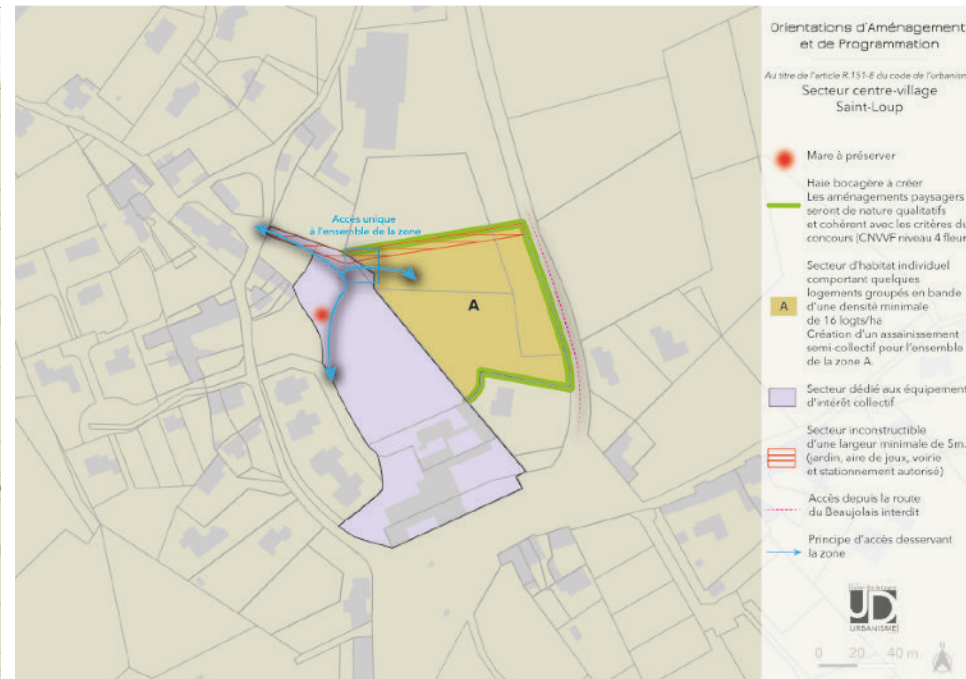 Orientations d'Aménagement
et de Programmation
Au titre de l'article R.151-8 du code de l'urbanism
Secteur centre-village
Saint-Loup
Mare à préserver
Haie bocagère à créer
Les aménagements paysagers
seront de nature qualitatifs
et cohérent avec les critères du
concours (CNVVF niveau 4 fleur
Secteur d'habitat individuel
comportant quelques
logements groupés en bande
A
d'une densité minimale
de 16 logts/ha
Création d'un assainissement
semi-collectif pour l'ensemble
de la zone A.
Secteur dédié aux équipement
d'intérêt collectif
Secteur inconstructible
d'une largeur minimale de 5m.
(jardin, aire de jeux, voirie
et stationnement autorisé)
Accès depuis la route
du Beaujolais interdit
Principe d'accès desservant
la zone
UD
URBANISME
0 20 40 m
N
Accès unique
à l'ensemble de la zone
A